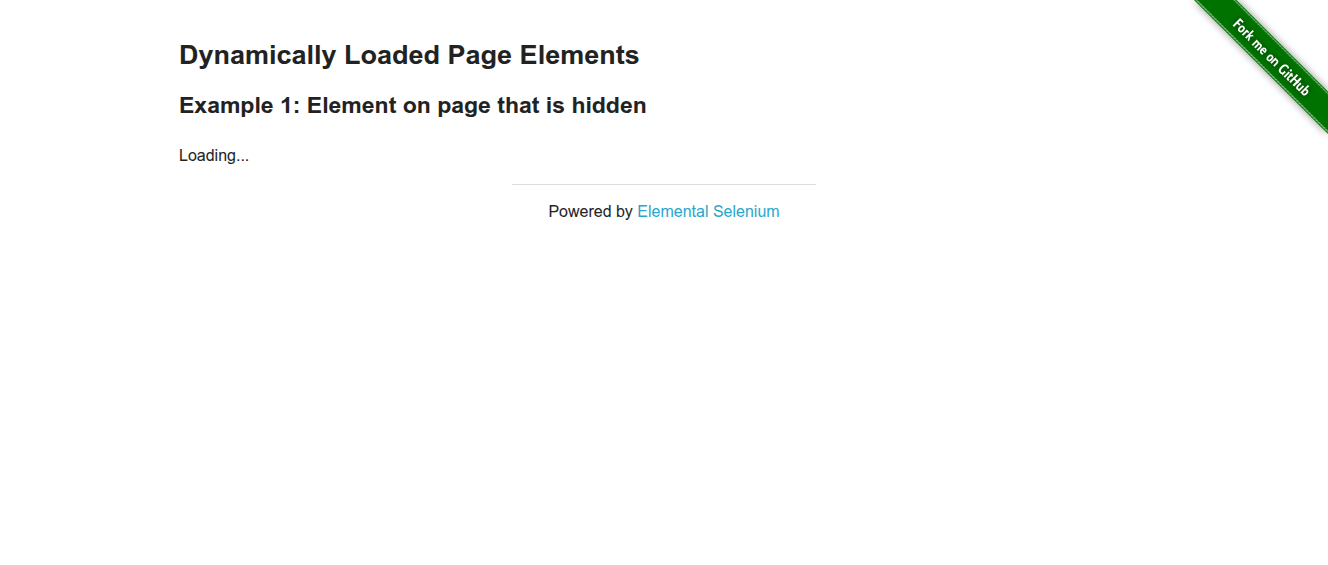 Dynamically Loaded Page Elements
Example 1: Element on page that is hidden
Loading...
Powered by Elemental Selenium
Fork me on GitHub